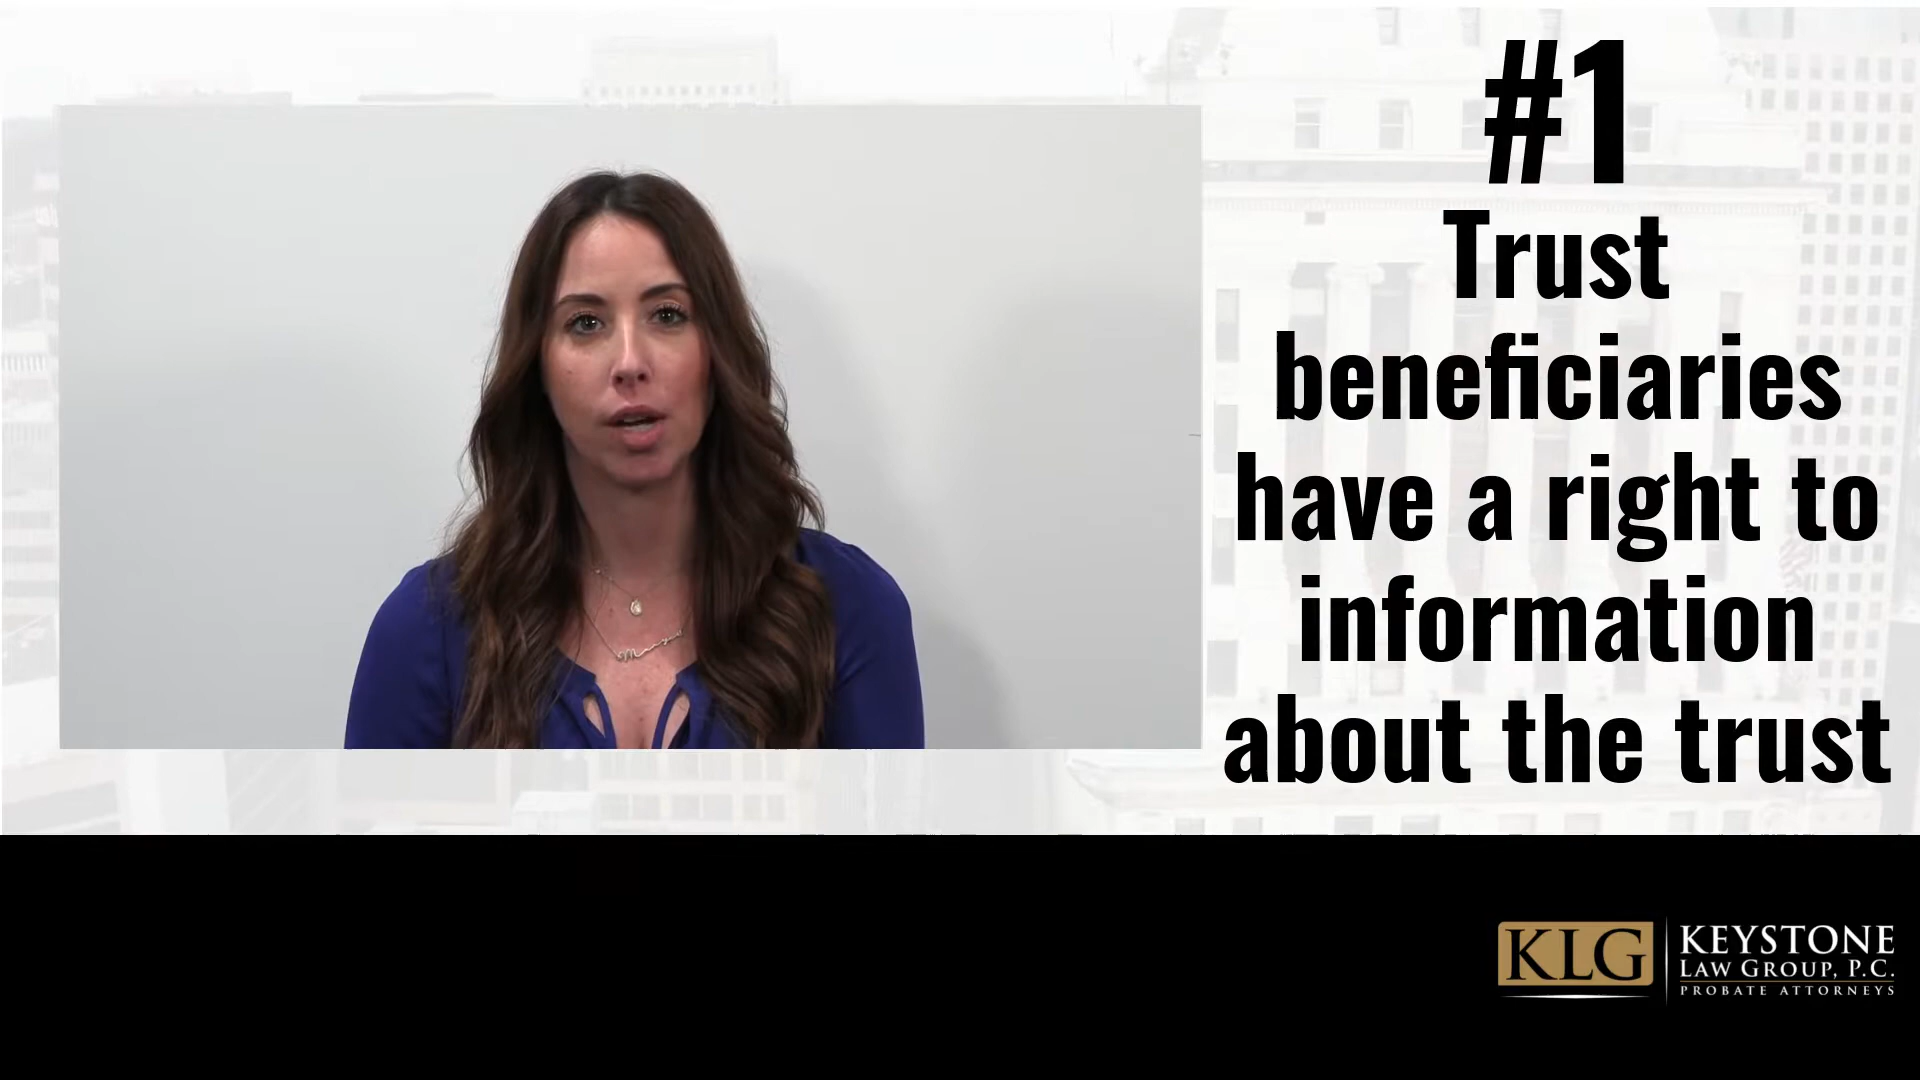 #1
Trust
beneficiaries
have a right to
information
about the trust
KLG
KEYSTONE
LAW GROUP, P.C.
PROBATE ATTORNEYS